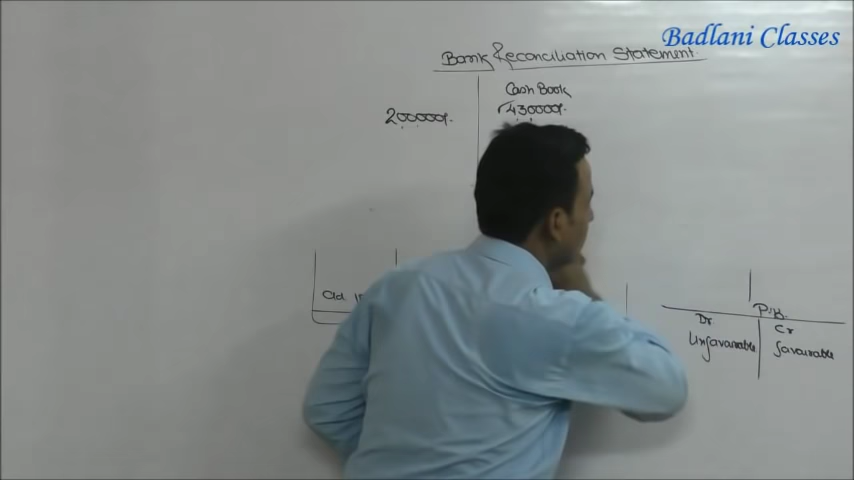 Badlani Classes
Bank Reconciliation Statement
Cash Book
200000/- 430000/-
P.B.
Dr Cr
Unfavourable favourable